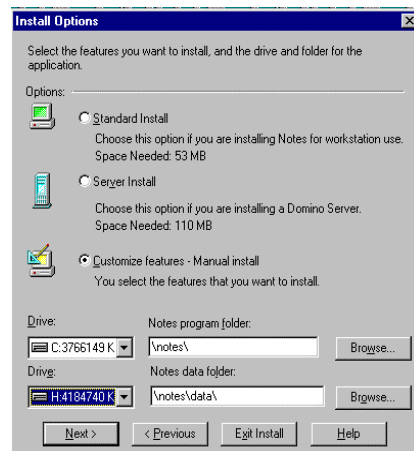 Install Options
Select the features you want to install, and the drive and folder for the
application.
Options:
Standard Install
Choose this option if you are installing Notes for workstation use.
Space Needed: 53 MB
Server Install
Choose this option if you are installing a Domino Server.
Space Needed: 110 MB
Customize features - Manual install
You select the features that you want to install.
Drive: Notes program folder:
C:3766149 K \notes\ Browse...
Drive: Notes data folder:
H:4184740 K \notes\data\ Browse...
Next > < Previous Exit Install Help